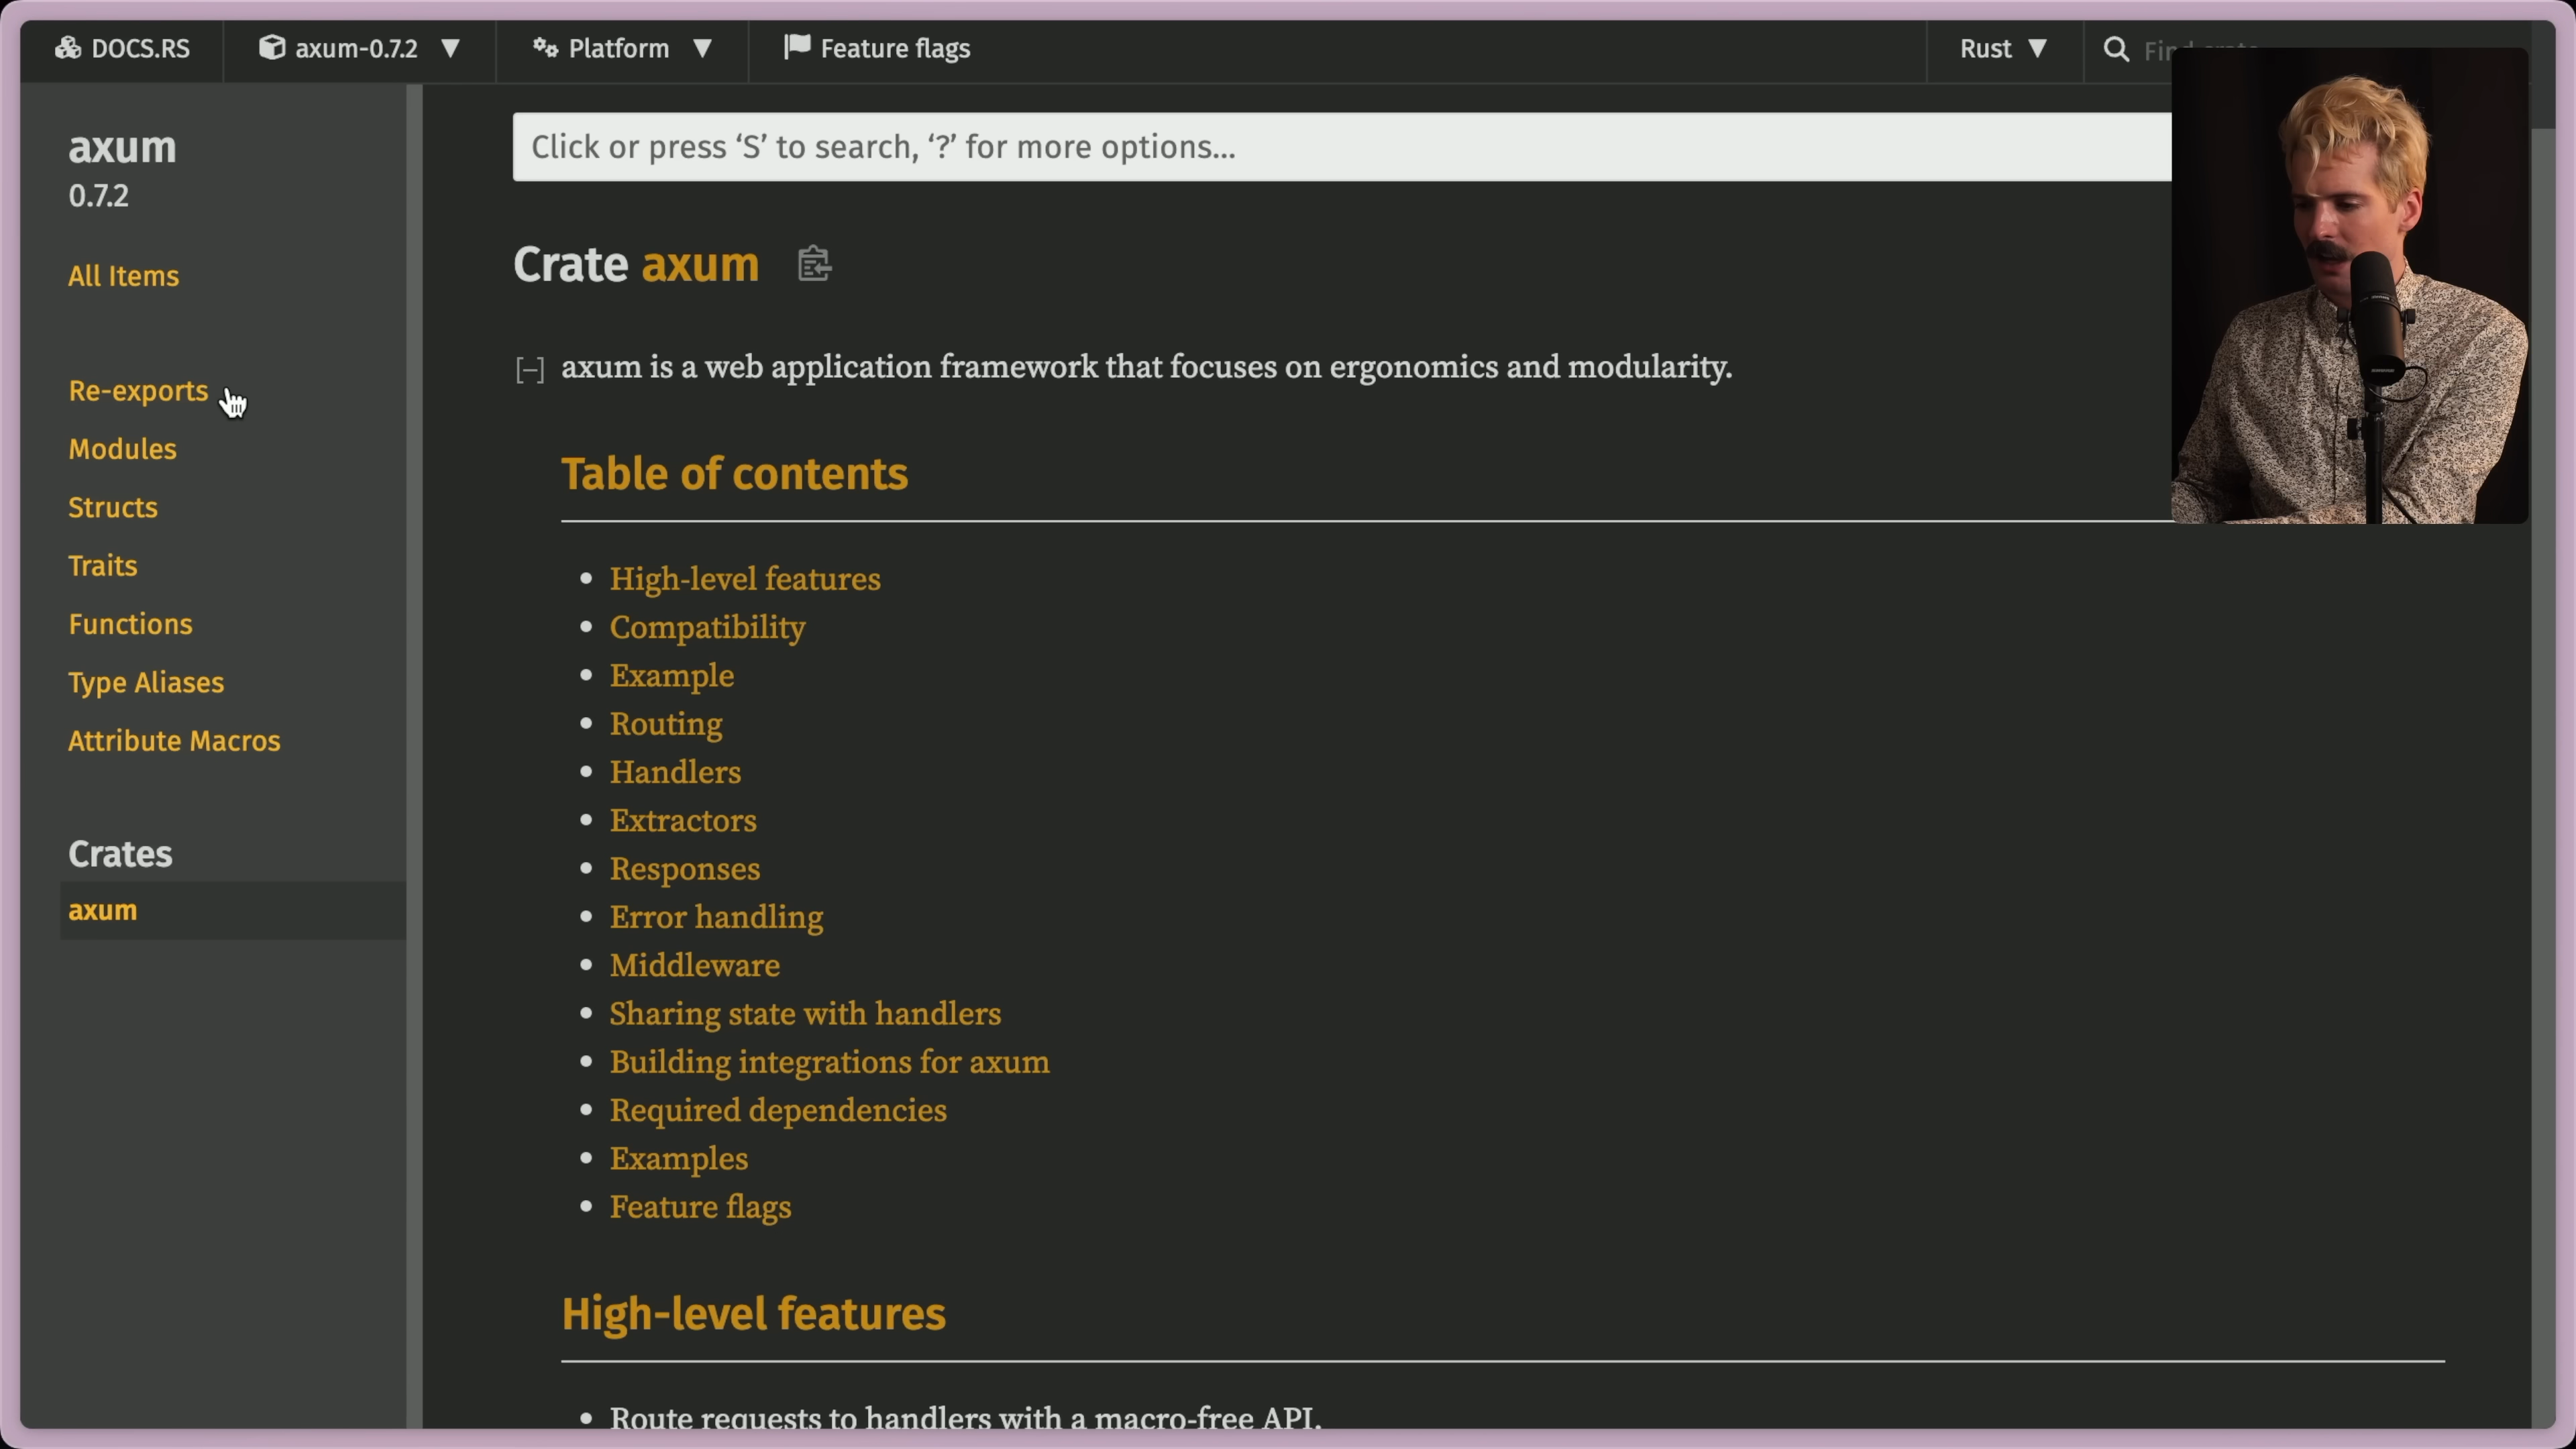 DOCS.RS
axum-0.7.2
Platform
Feature flags
Rust
axum
0.7.2
All Items
Re-exports
Modules
Structs
Traits
Functions
Type Aliases
Attribute Macros
Crates
axum
Click or press ‘S’ to search, ‘?’ for more options…
Crate axum
[−] axum is a web application framework that focuses on ergonomics and modularity.
Table of contents
High-level features
Compatibility
Example
Routing
Handlers
Extractors
Responses
Error handling
Middleware
Sharing state with handlers
Building integrations for axum
Required dependencies
Examples
Feature flags
High-level features
Route requests to handlers with a macro-free API.